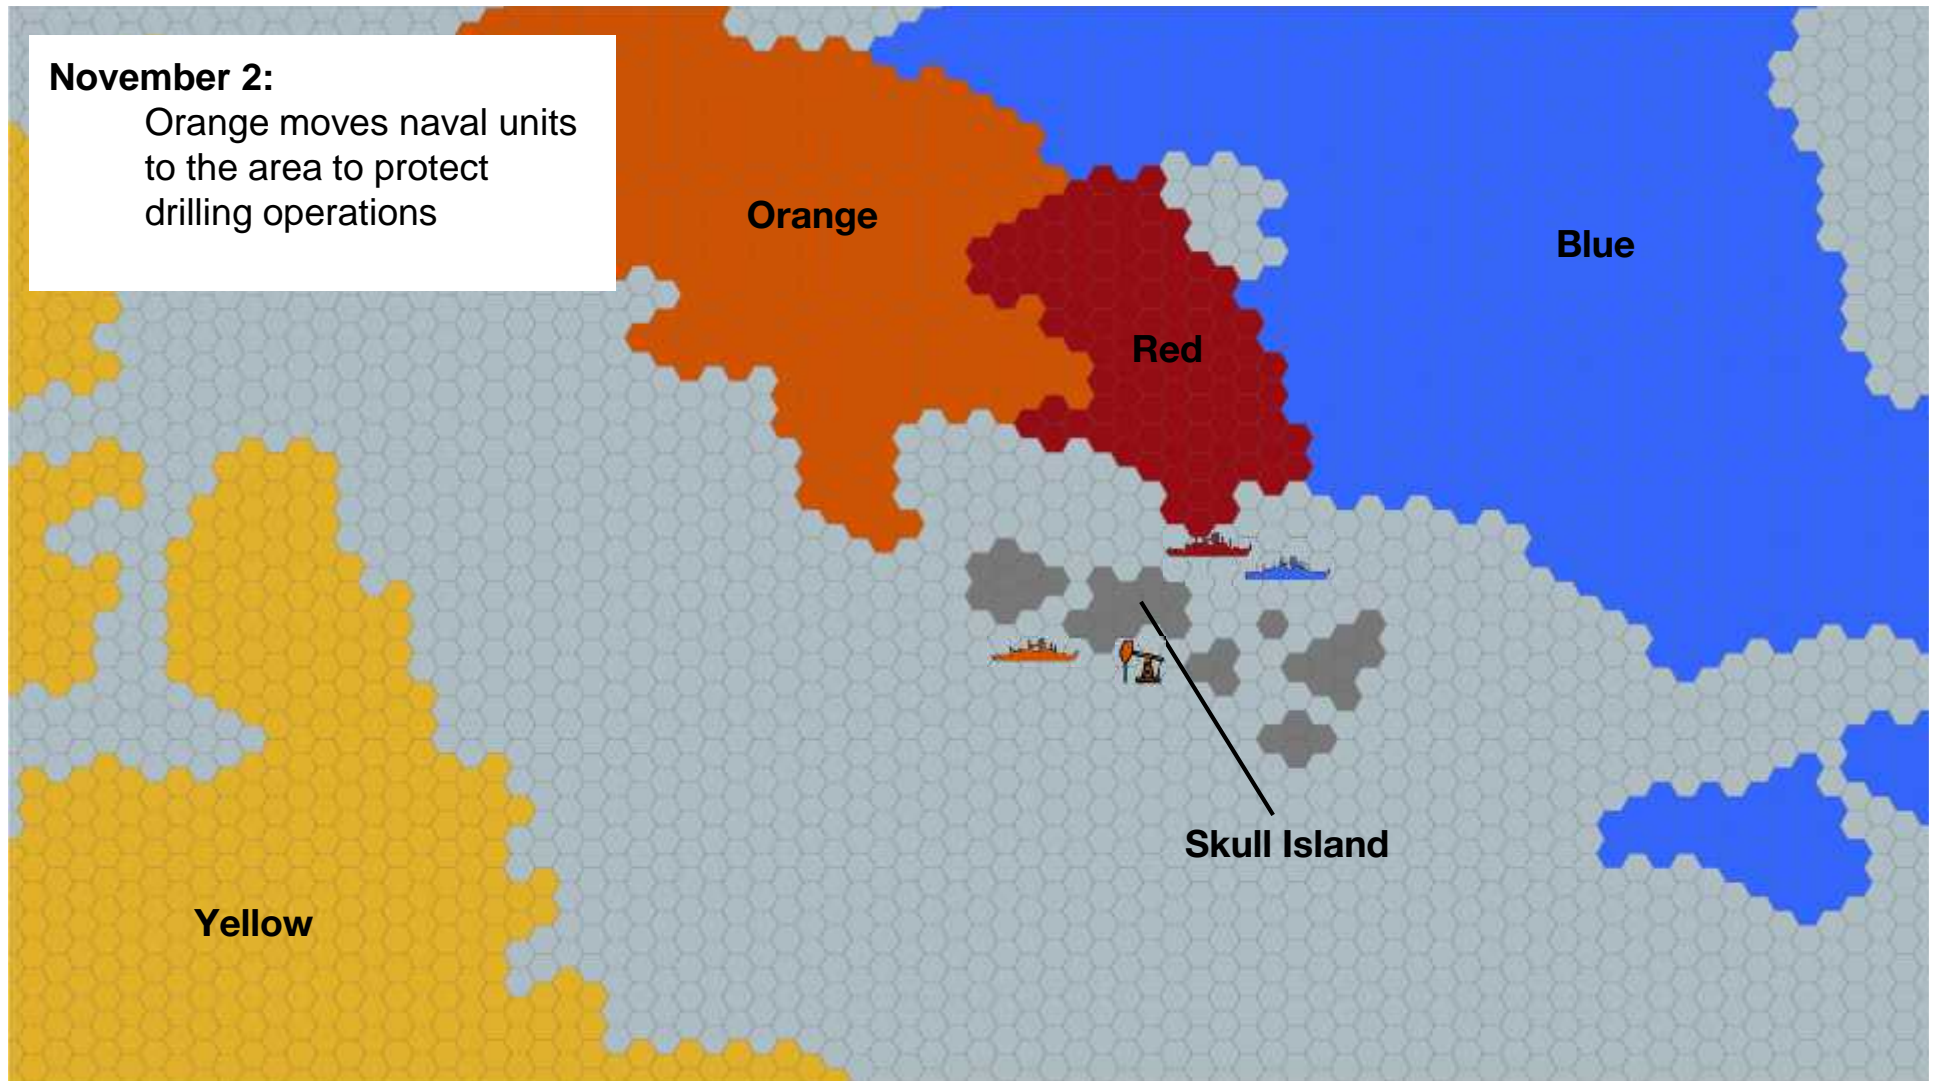 November 2:
Orange moves naval units
to the area to protect
drilling operations
Orange
Blue
Red
Skull Island
Yellow